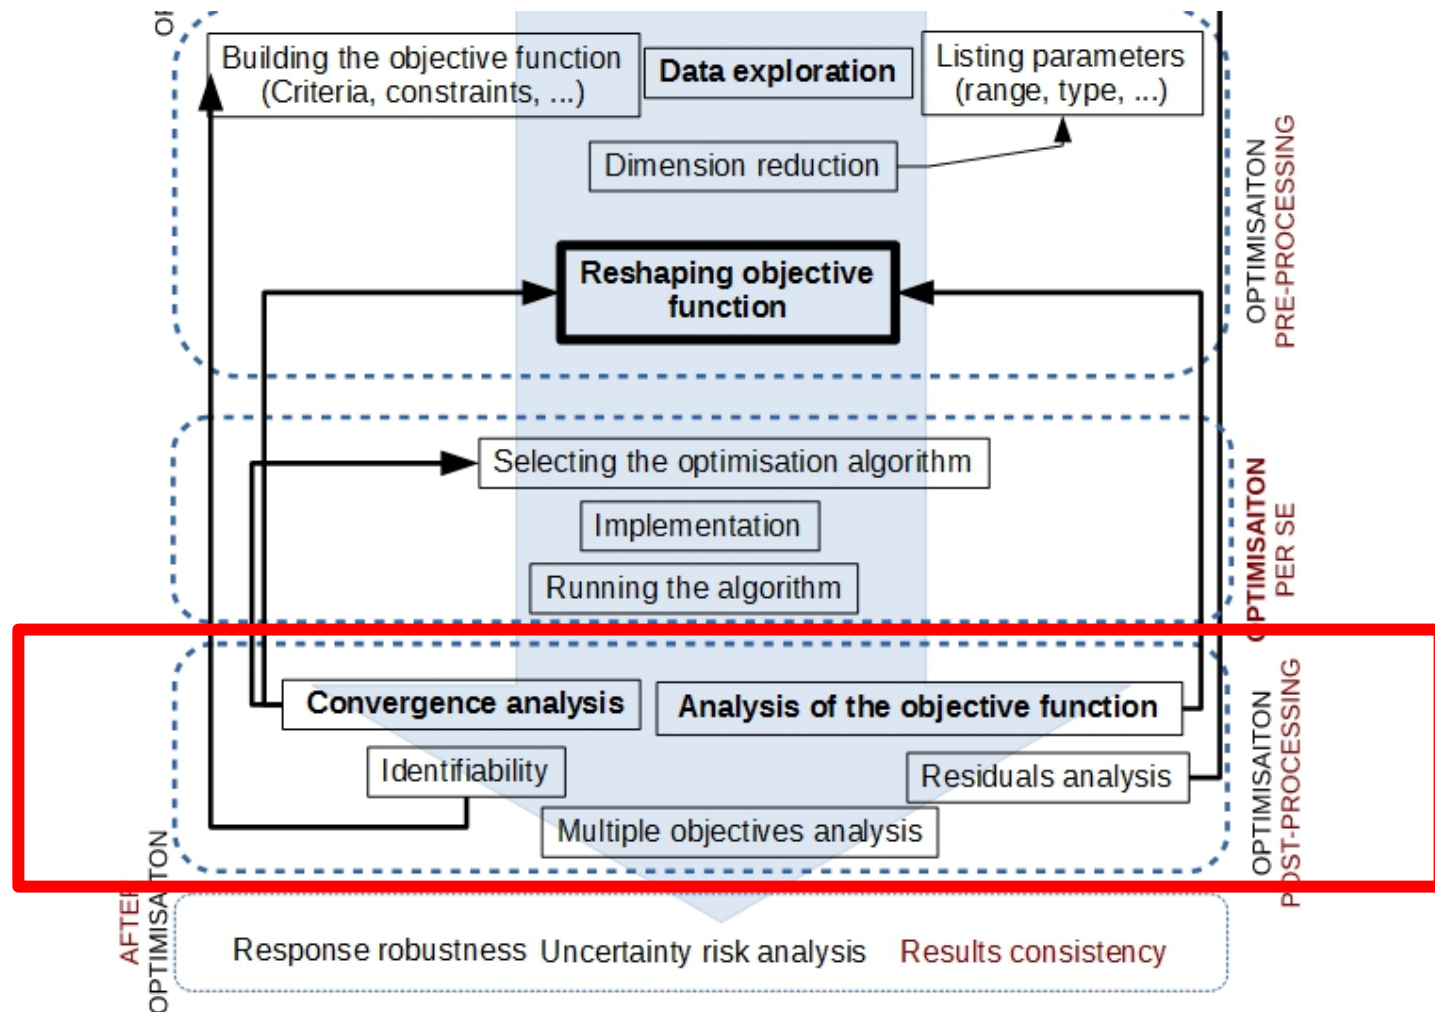 Building the objective function
(Criteria, constraints, ...)
Data exploration
Listing parameters
(range, type, ...)
Dimension reduction
OPTIMISAITON
PRE-PROCESSING
Reshaping objective
function
Selecting the optimisation algorithm
Implementation
Running the algorithm
OPTIMISAITON
PER SE
Convergence analysis
Analysis of the objective function
Identifiability
Residuals analysis
Multiple objectives analysis
OPTIMISAITON
POST-PROCESSING
AFTER
OPTIMISAITON
Response robustness
Uncertainty risk analysis
Results consistency